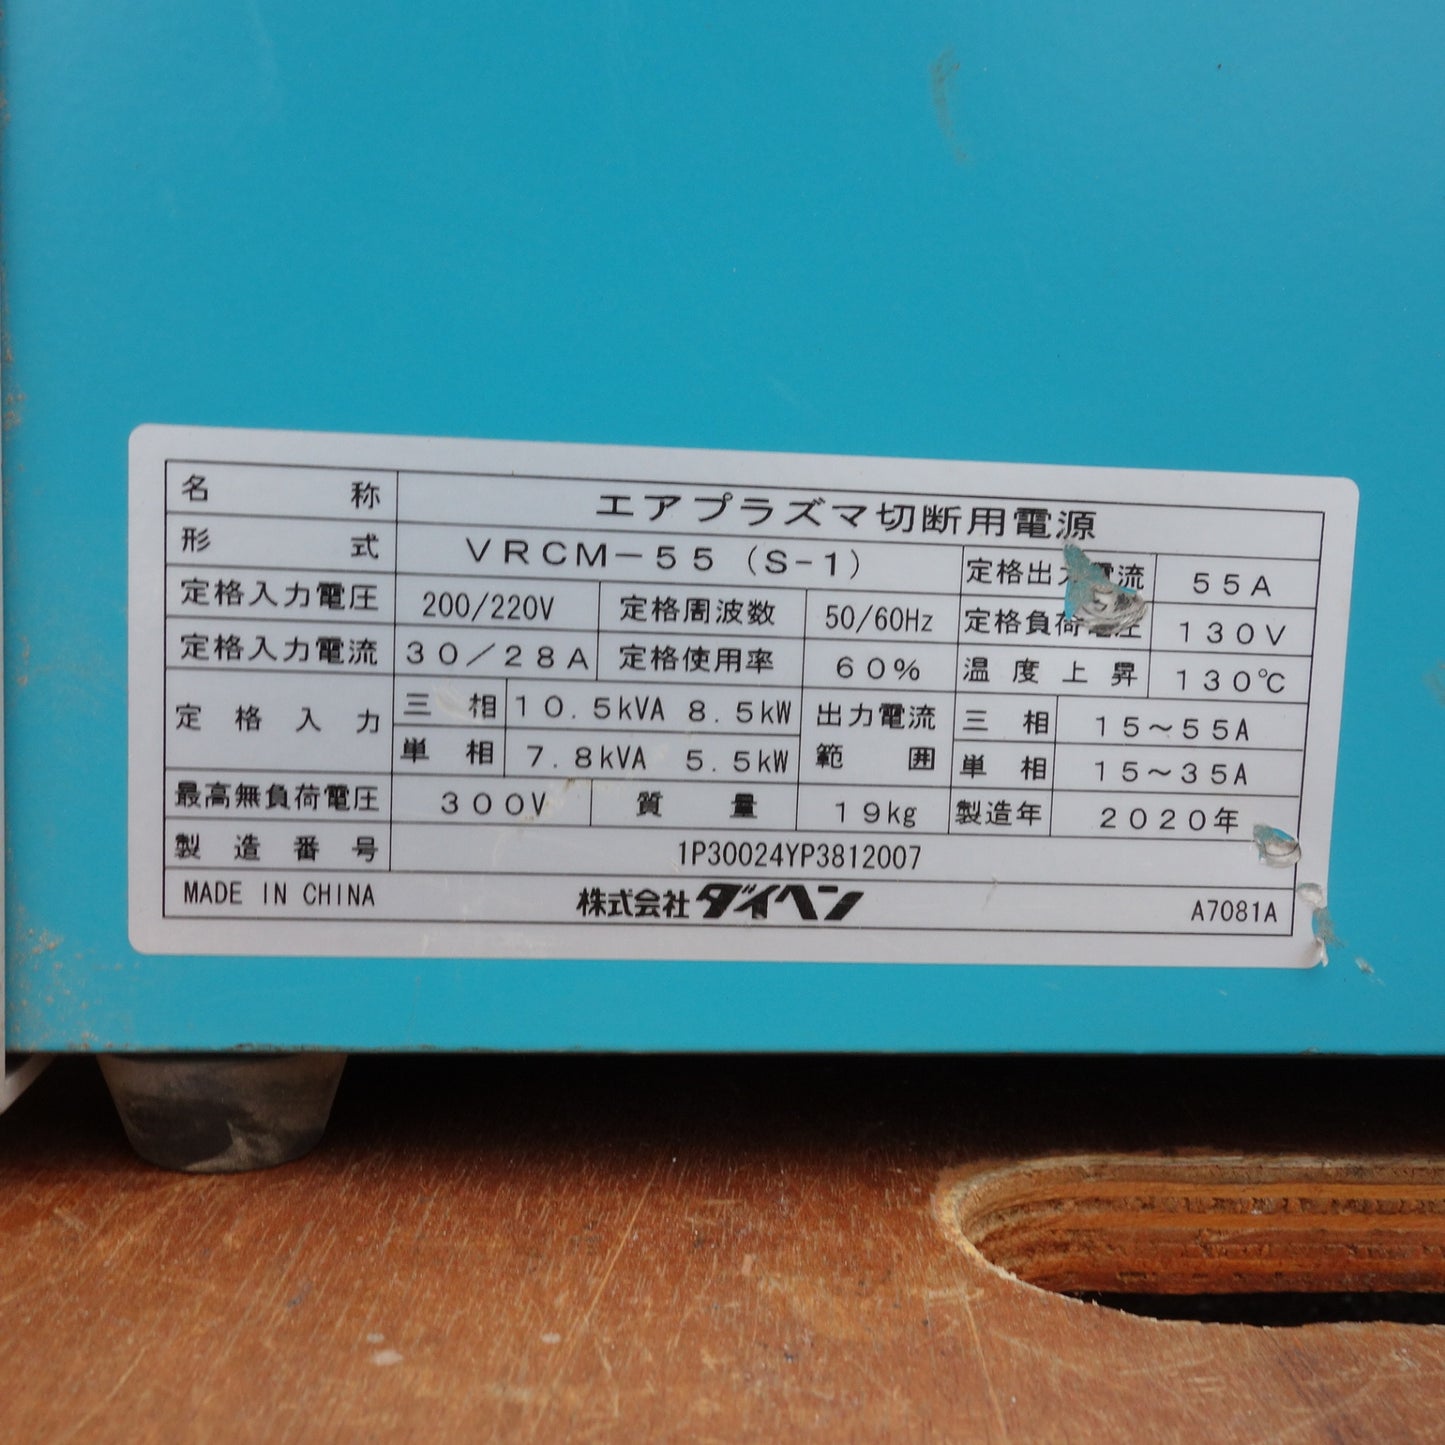 名称 エアプラズマ切断用電源
形式 VRCM-55 (S-1) 定格出力電流 55A
定格入力電圧 200/220V 定格周波数 50/60Hz 定格負荷電圧 130V
定格入力電流 30/28A 定格使用率 60% 温度上昇 130℃
定格入力 三相 10.5kVA 8.5kW 出力電流範囲 三相 15~55A
単相 7.8kVA 5.5kW 単相 15~35A
最高無負荷電圧 300V 質量 19kg 製造年 2020年
製造番号 1P30024YP3812007
MADE IN CHINA 株式会社ダイヘン A7081A